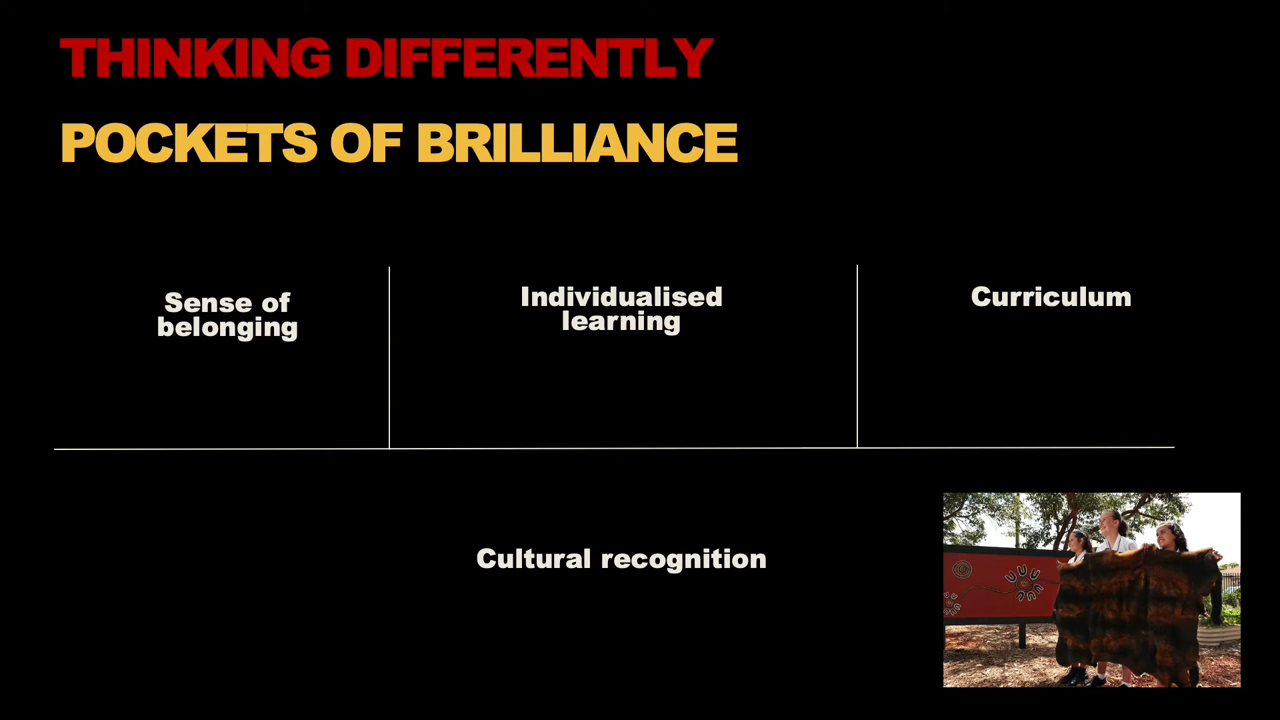 THINKING DIFFERENTLY
POCKETS OF BRILLIANCE
Sense of
belonging
Individualised
learning
Curriculum
Cultural recognition